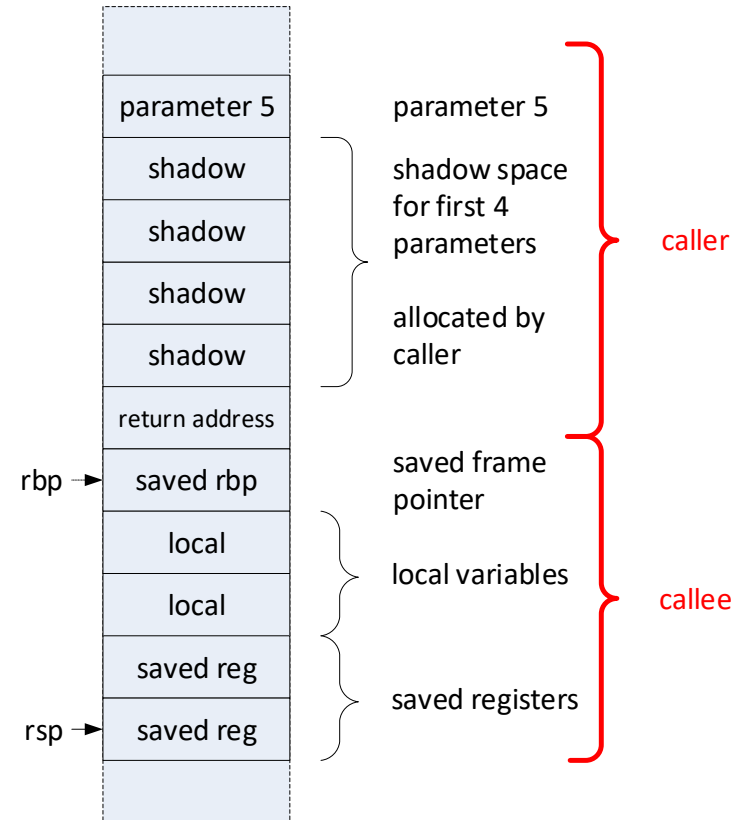 parameter 5
shadow
shadow
shadow
shadow
return address
saved rbp
local
local
saved reg
saved reg
rbp
rsp
parameter 5
shadow space
for first 4
parameters
allocated by
caller
saved frame
pointer
local variables
saved registers
caller
callee